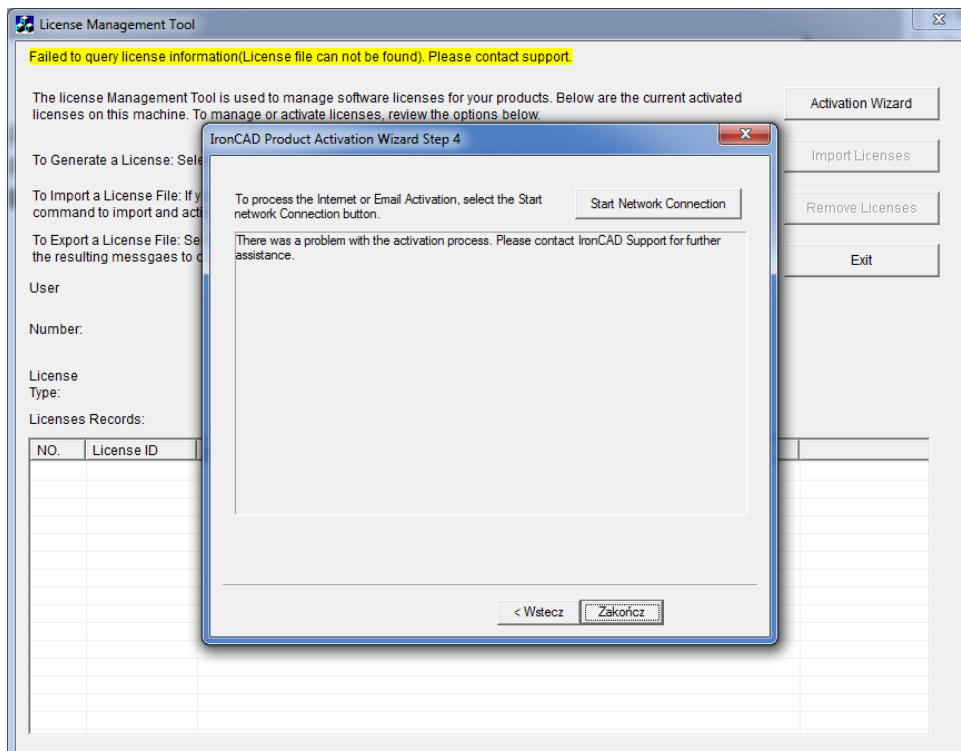 License Management Tool
Failed to query license information(License file can not be found). Please contact support.
The license Management Tool is used to manage software licenses for your products. Below are the current activated
licenses on this machine. To manage or activate licenses, review the options below.
Activation Wizard
IronCAD Product Activation Wizard Step 4
To Generate a License: Sele
Import Licenses
To Import a License File: If y
command to import and acti
Remove Licenses
To Export a License File: Se
the resulting messgaes to c
Exit
To process the Internet or Email Activation, select the Start
network Connection button.
Start Network Connection
There was a problem with the activation process. Please contact IronCAD Support for further
assistance.
User
Number:
License
Type:
Licenses Records:
NO.
License ID
< Wstecz
Zakończ